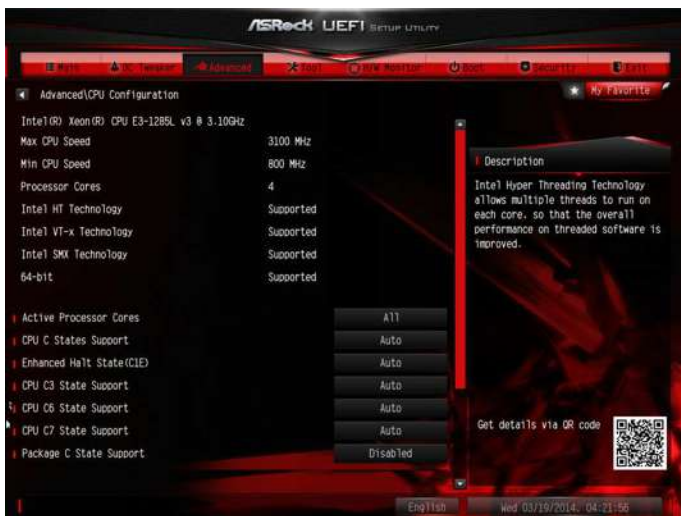 ASRock UEFI SETUP UTILITY
Main OC Tweaker Advanced Tool H/W Monitor Boot Security Exit
Advanced\CPU Configuration
My Favorite
Intel(R) Xeon(R) CPU E3-1285L v3 @ 3.10GHz
Max CPU Speed 3100 MHz
Min CPU Speed 800 MHz
Processor Cores 4
Intel HT Technology Supported
Intel VT-x Technology Supported
Intel SMX Technology Supported
64-bit Supported
Active Processor Cores All
CPU C States Support Auto
Enhanced Halt State(C1E) Auto
CPU C3 State Support Auto
CPU C6 State Support Auto
CPU C7 State Support Auto
Package C State Support Disabled
Description
Intel Hyper Threading Technology
allows multiple threads to run on
each core, so that the overall
performance on threaded software is
improved.
Get details via QR code
English
Wed 03/19/2014, 04:21:56